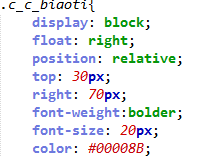 .c_c_biaoti{
display: block;
float: right;
position: relative;
top: 30px;
right: 70px;
font-weight:bolder;
font-size: 20px;
color: #00008B;